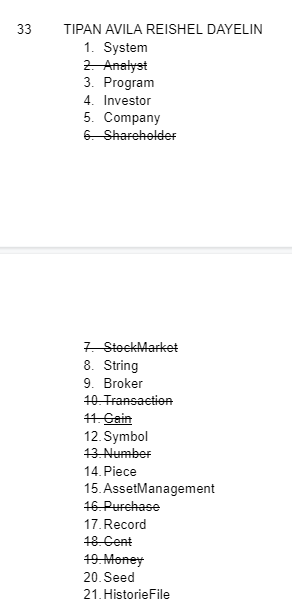 33 TIPAN AVILA REISHEL DAYELIN
1. System
2. Analyst
3. Program
4. Investor
5. Company
6. Shareholder
7. StockMarket
8. String
9. Broker
10. Transaction
11. Gain
12. Symbol
13. Number
14. Piece
15. AssetManagement
16. Purchase
17. Record
18. Cent
19. Money
20. Seed
21. HistorieFile